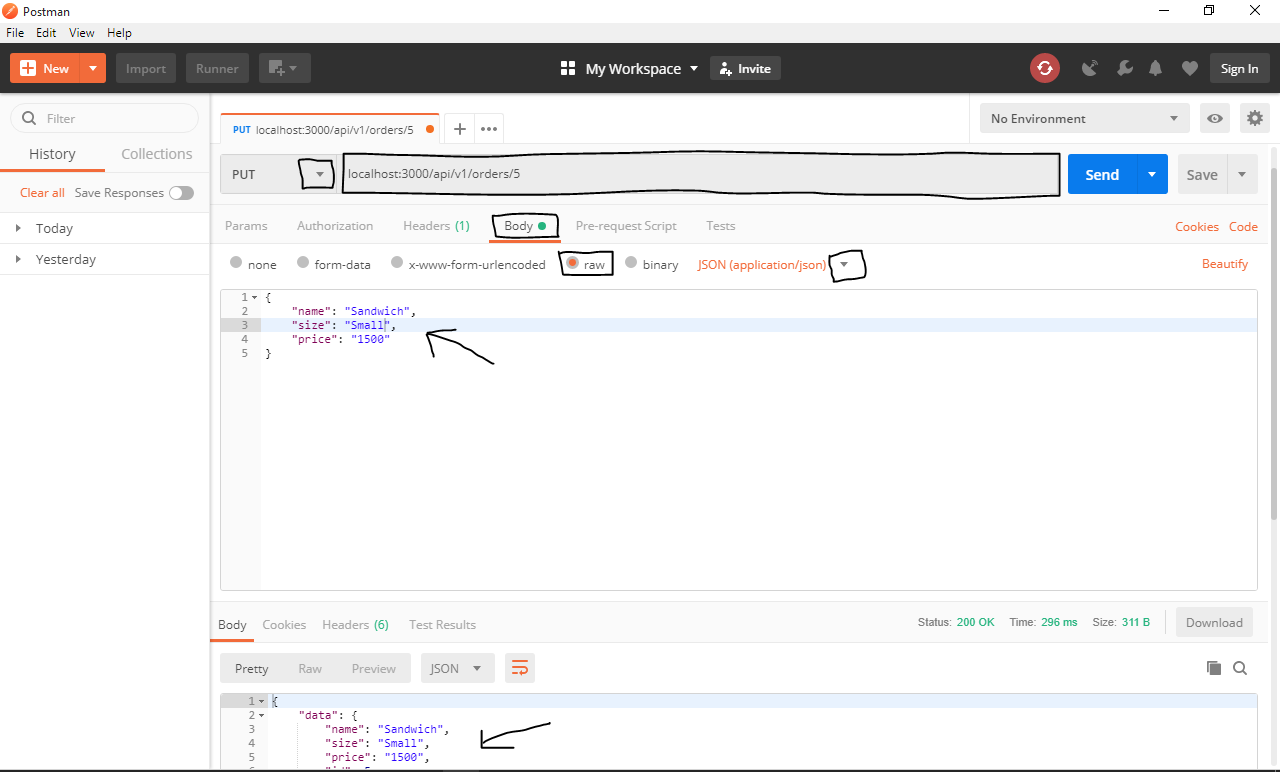 Postman
File Edit View Help
New Import Runner My Workspace Invite Sign In
Filter
History Collections
Clear all Save Responses
Today
Yesterday
PUT localhost:3000/api/v1/orders/5 + ••• No Environment
PUT localhost:3000/api/v1/orders/5 Send Save
Params Authorization Headers (1) Body Pre-request Script Tests Cookies Code
none form-data x-www-form-urlencoded raw binary JSON (application/json) Beautify
1 {
2 "name": "Sandwich",
3 "size": "Small",
4 "price": "1500"
5 }
Body Cookies Headers (6) Test Results Status: 200 OK Time: 296 ms Size: 311 B Download
Pretty Raw Preview JSON
1 {
2 "data": {
3 "name": "Sandwich",
4 "size": "Small",
5 "price": "1500",